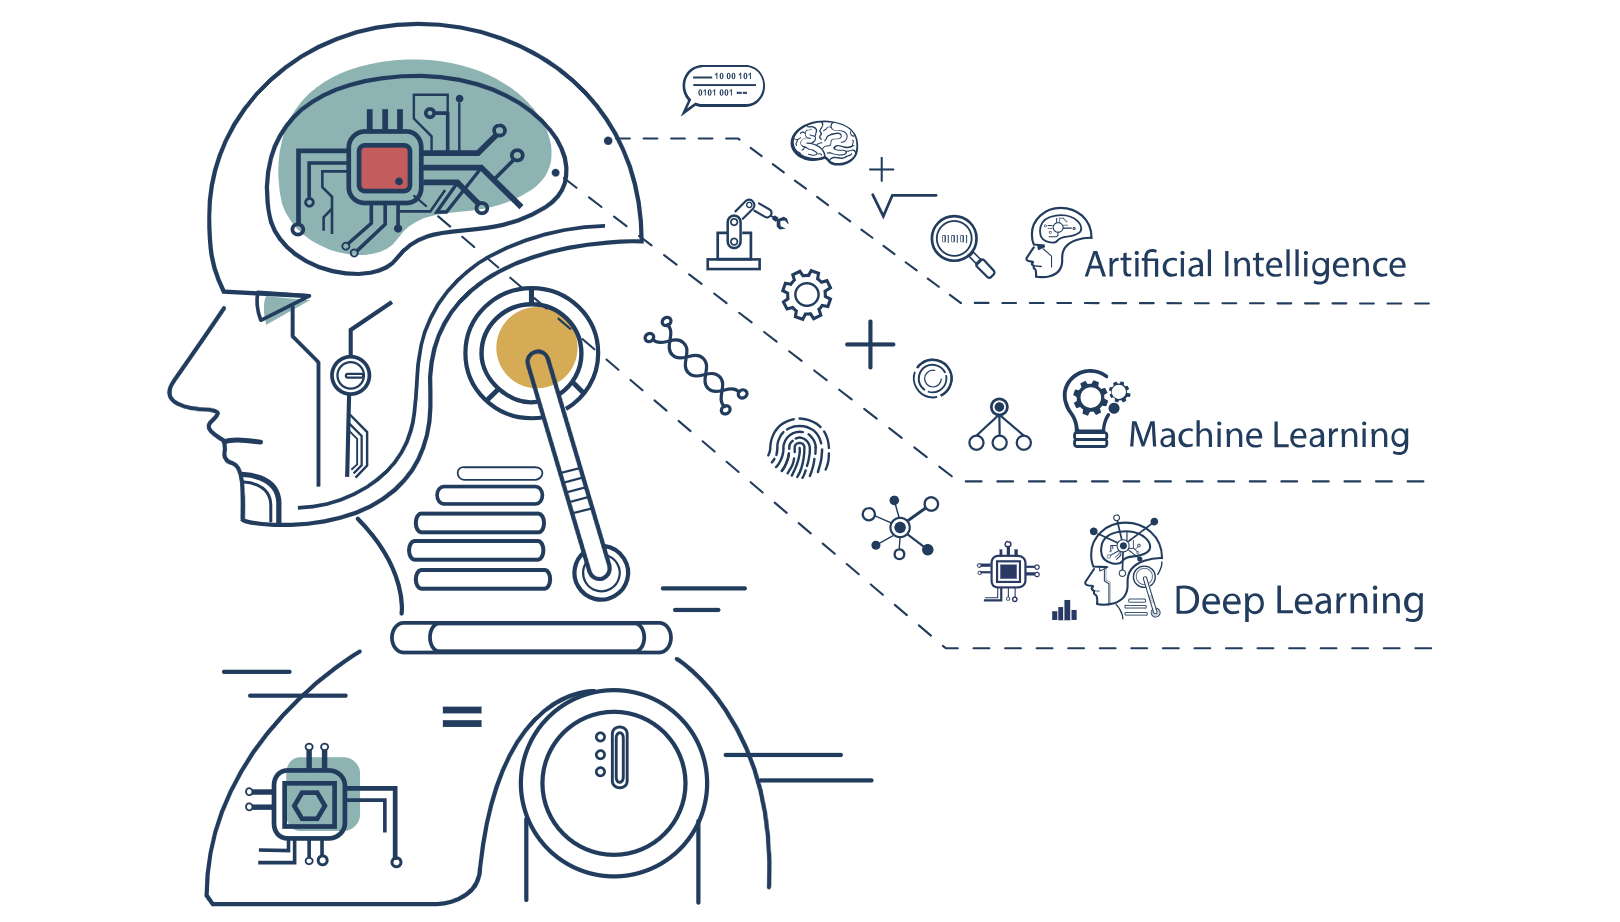 10 00 101
0101 001
Artificial Intelligence
Machine Learning
Deep Learning